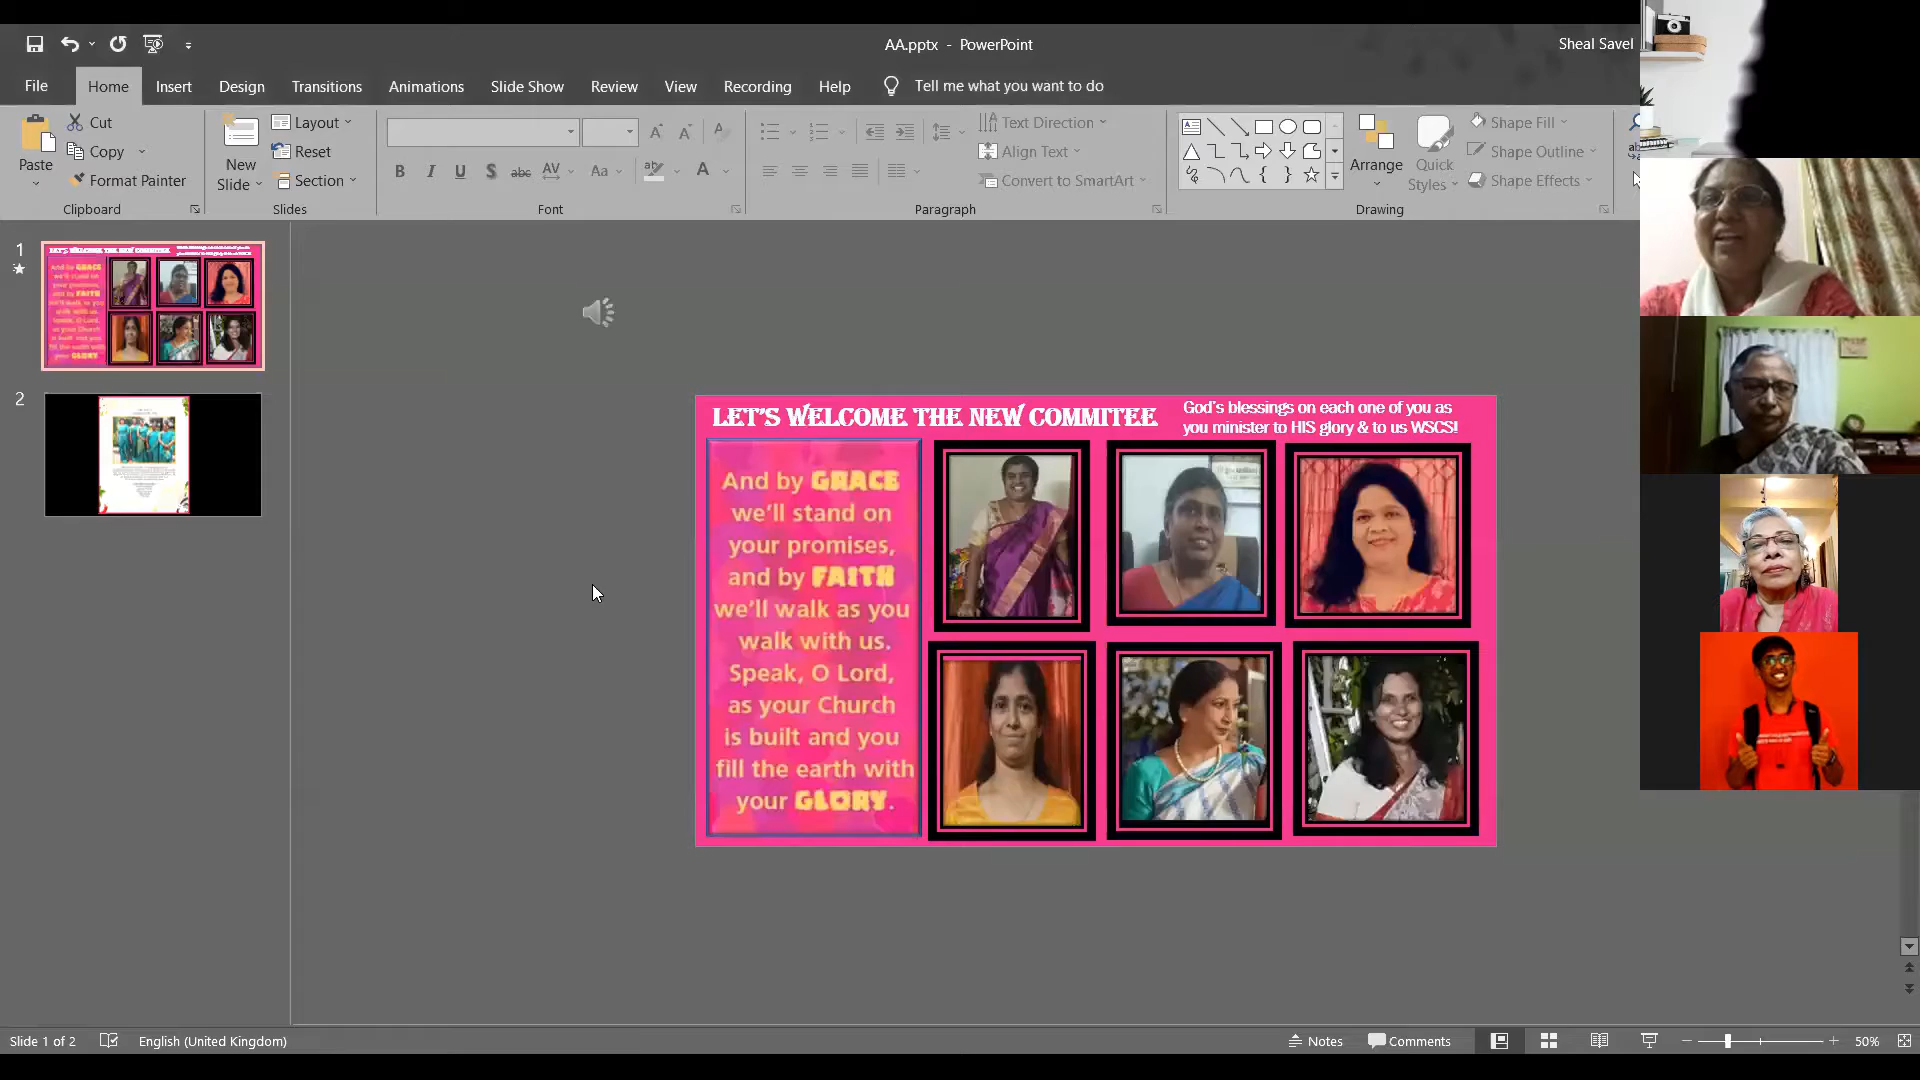 AA.pptx - PowerPoint
Sheal Savel
File Home Insert Design Transitions Animations Slide Show Review View Recording Help Tell me what you want to do
Paste
Cut
Copy
Format Painter
Clipboard
New
Slide
Layout
Reset
Section
Slides
B I U S abc AV Aa A
Font
Text Direction
Align Text
Convert to SmartArt
Paragraph
Arrange
Quick
Styles
Shape Fill
Shape Outline
Shape Effects
Drawing
1
2
LET'S WELCOME THE NEW COMMITEE
God's blessings on each one of you as
you minister to HIS glory & to us WSCS!
And by GRACE
we'll stand on
your promises,
and by FAITH
we'll walk as you
walk with us.
Speak, O Lord,
as your Church
is built and you
fill the earth with
your GLORY.
Slide 1 of 2 English (United Kingdom) Notes Comments 50%